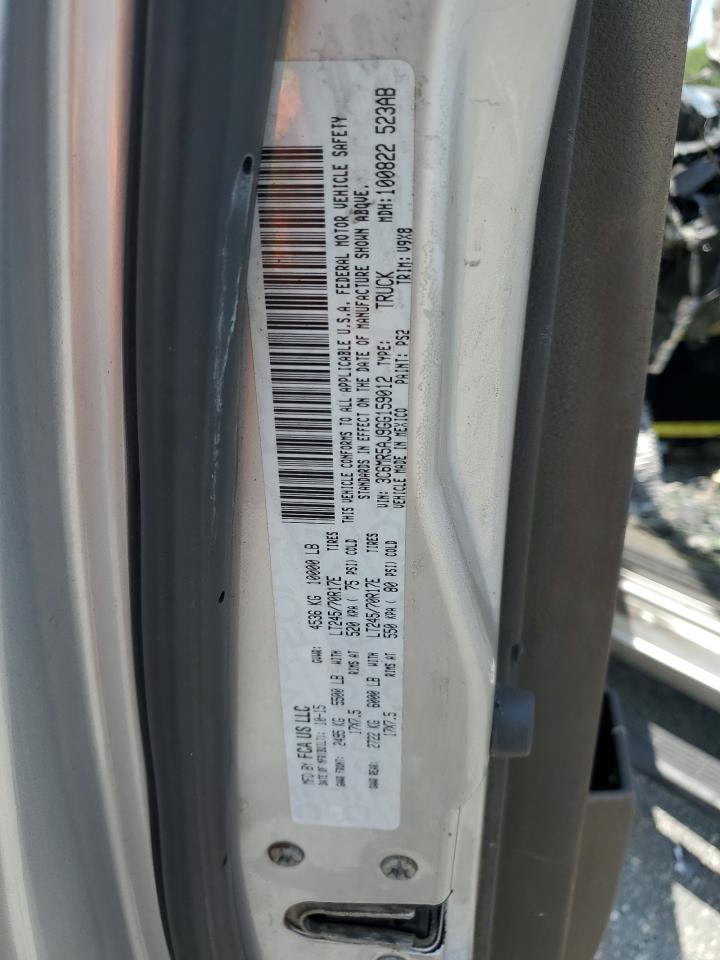 MFD BY FCA US LLC
DATE OF MFR(BUILT): 10-15 GVWR: 4536 KG 10000 LB
GAWR FRONT: 2495 KG 5500 LB WITH LT245/70R17E TIRES
17X7.5 RIMS AT 520 KPA ( 75 PSI) COLD
GAWR REAR: 2722 KG 6000 LB WITH LT245/70R17E TIRES
17X7.5 RIMS AT 550 KPA ( 80 PSI) COLD
THIS VEHICLE CONFORMS TO ALL APPLICABLE U.S.A. FEDERAL MOTOR VEHICLE SAFETY
STANDARDS IN EFFECT ON THE DATE OF MANUFACTURE SHOWN ABOVE.
VIN: 3C6MR5AJ9GG159012 TYPE: TRUCK MDH:100822 523AB
VEHICLE MADE IN MEXICO PAINT: PS2 TRIM: V9X8